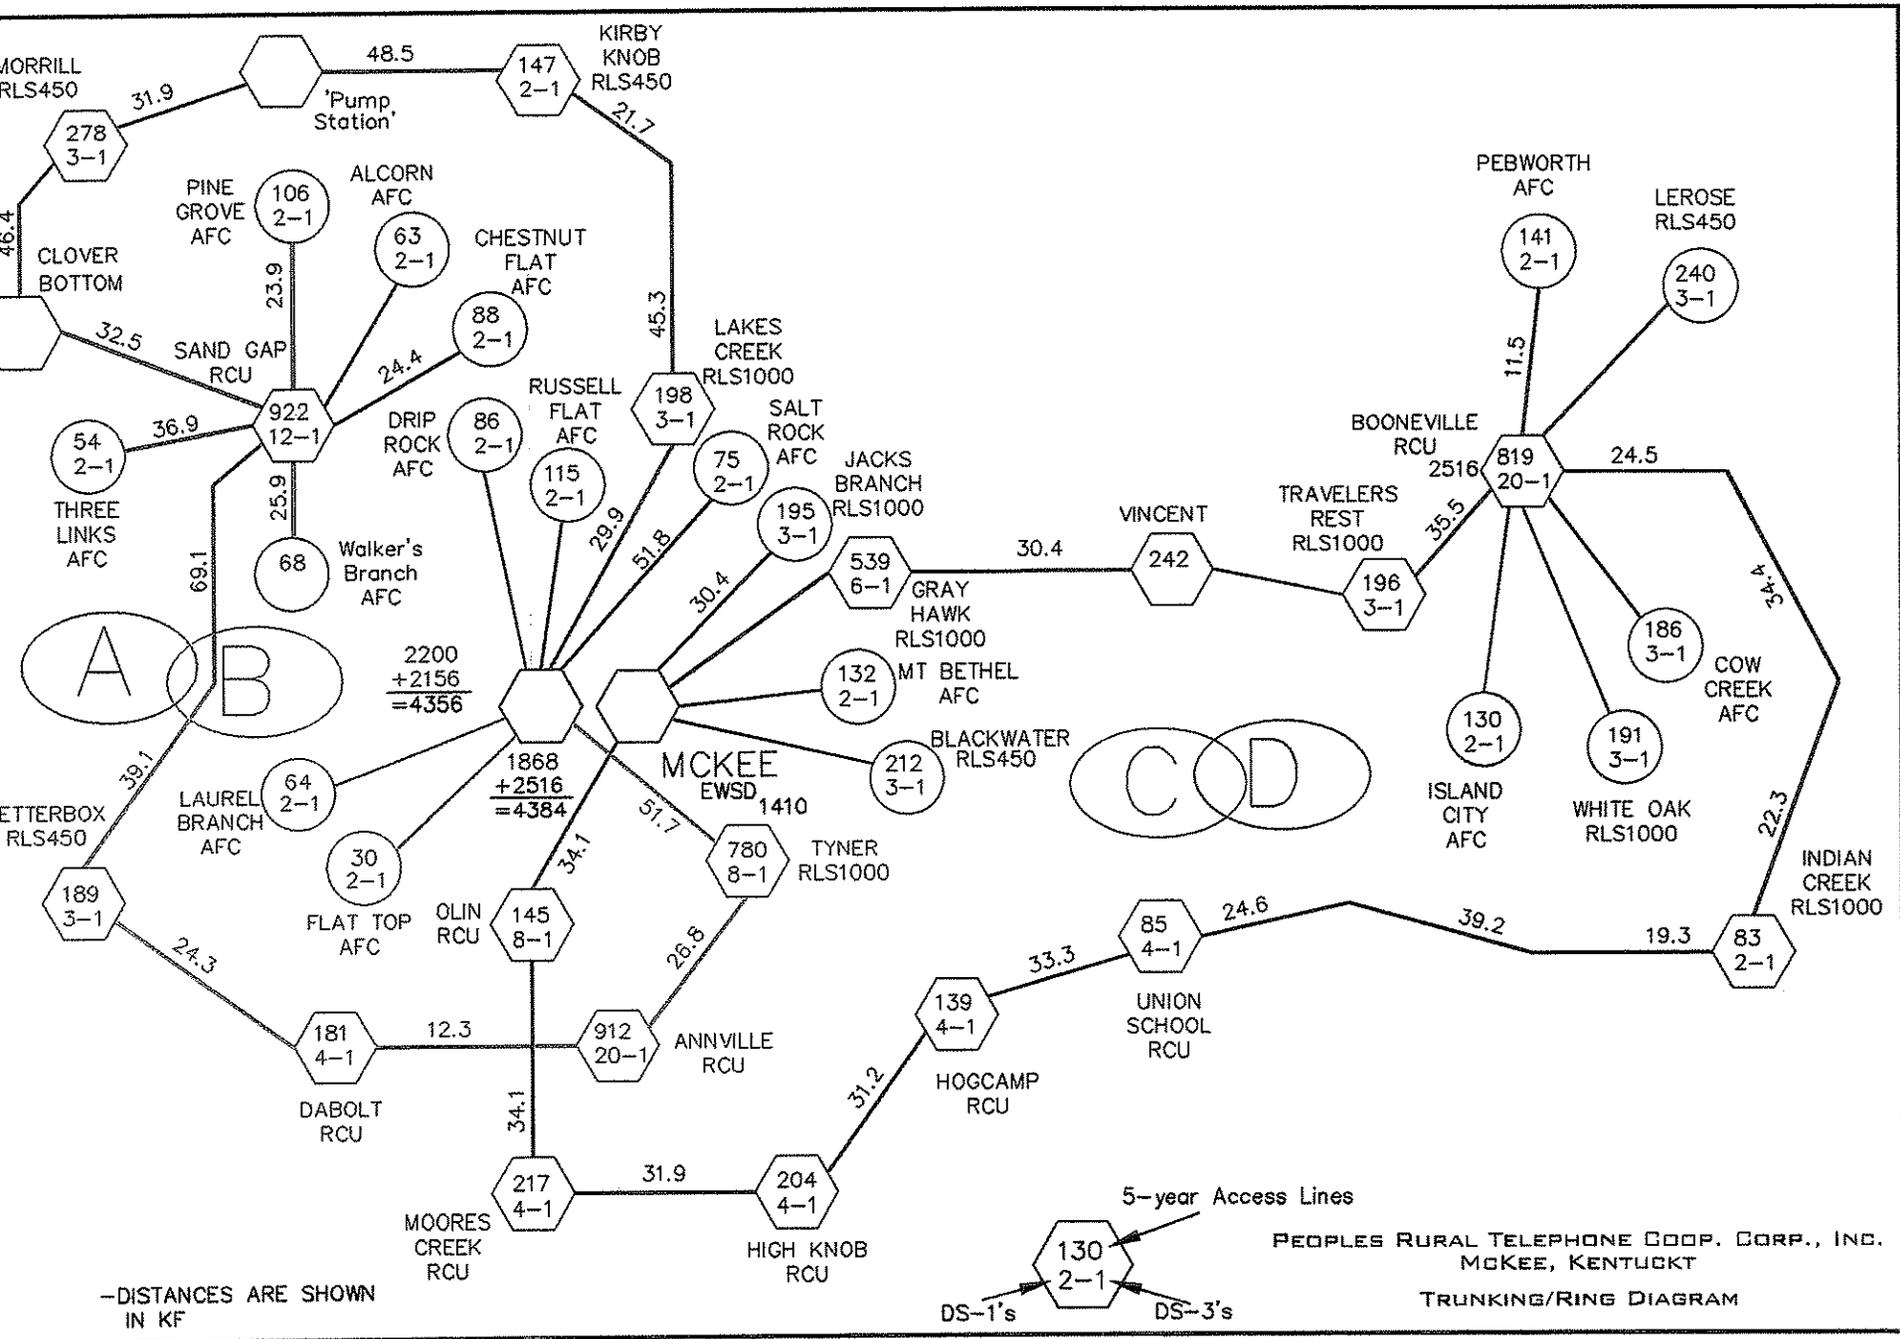 MORRILL
RLS450
278
3-1
31.9
'Pump
Station'
48.5
KIRBY
KNOB
RLS450
147
2-1
21.7
46.4
CLOVER
BOTTOM
32.5
PINE
GROVE
AFC
106
2-1
23.9
ALCORN
AFC
63
2-1
CHESTNUT
FLAT
AFC
88
2-1
24.4
SAND GAP
RCU
922
12-1
36.9
54
2-1
THREE
LINKS
AFC
25.9
68
Walker's
Branch
AFC
69.1
45.3
LAKES
CREEK
RLS1000
198
3-1
DRIP
ROCK
AFC
86
2-1
RUSSELL
FLAT
AFC
115
2-1
29.9
SALT
ROCK
AFC
75
2-1
51.8
JACKS
BRANCH
RLS1000
195
3-1
30.4
539
6-1
GRAY
HAWK
RLS1000
30.4
VINCENT
242
TRAVELERS
REST
RLS1000
196
3-1
35.5
PEBWORTH
AFC
141
2-1
11.5
LEROSE
RLS450
240
3-1
BOONEVILLE
RCU
2516
819
20-1
24.5
34.4
186
3-1
COW
CREEK
AFC
130
2-1
ISLAND
CITY
AFC
191
3-1
WHITE OAK
RLS1000
22.3
INDIAN
CREEK
RLS1000
83
2-1
A
B
C
D
2200
+2156
=4356
1868
+2516
=4384
MCKEE
EWSD
1410
132
2-1
MT BETHEL
AFC
212
3-1
BLACKWATER
RLS450
39.1
ETTERBOX
RLS450
189
3-1
24.3
LAUREL
BRANCH
AFC
64
2-1
30
2-1
FLAT TOP
AFC
51.7
780
8-1
TYNER
RLS1000
26.8
34.1
OLIN
RCU
145
8-1
181
4-1
DABOLT
RCU
12.3
912
20-1
ANNVILLE
RCU
34.1
217
4-1
MOORES
CREEK
RCU
31.9
204
4-1
HIGH KNOB
RCU
31.2
139
4-1
HOGCAMP
RCU
33.3
85
4-1
UNION
SCHOOL
RCU
24.6
39.2
19.3
-DISTANCES ARE SHOWN
IN KF
5-year Access Lines
130
2-1
DS-1's
DS-3's
PEOPLES RURAL TELEPHONE COOP. CORP., INC.
MCKEE, KENTUCKT
TRUNKING/RING DIAGRAM